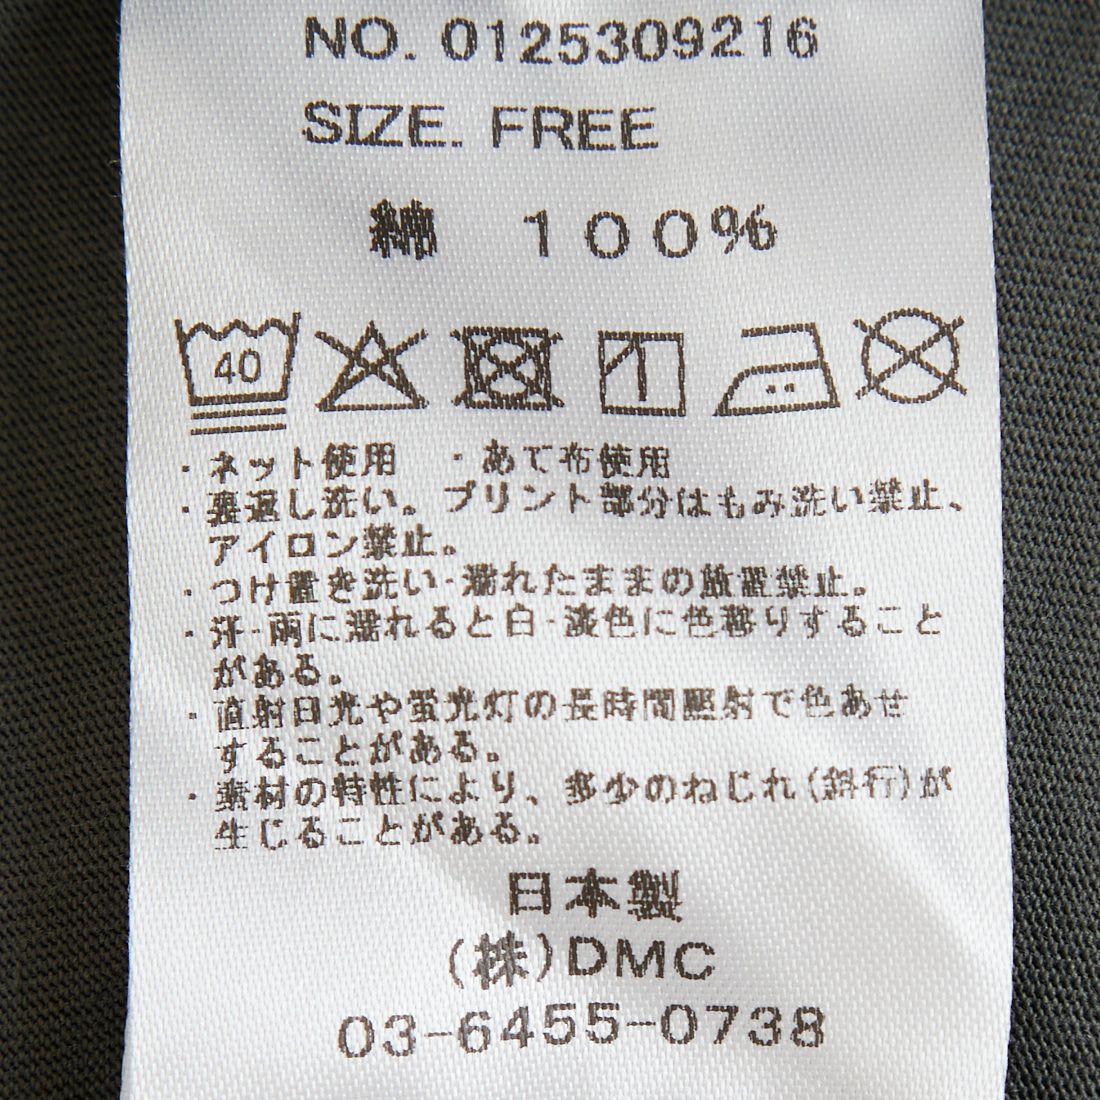 NO. 0125309216
SIZE. FREE
綿 100%
40
・ネット使用 ・あて布使用
・裏返し洗い。プリント部分はもみ洗い禁止、
アイロン禁止。
・つけ置き洗い・濡れたままの放置禁止。
・汗・雨に濡れると白・淡色に色移りすること
がある。
・直射日光や蛍光灯の長時間照射で色あせ
することがある。
・素材の特性により、多少のねじれ(斜行)が
生じることがある。
日本製
(株)DMC
03-6455-0738